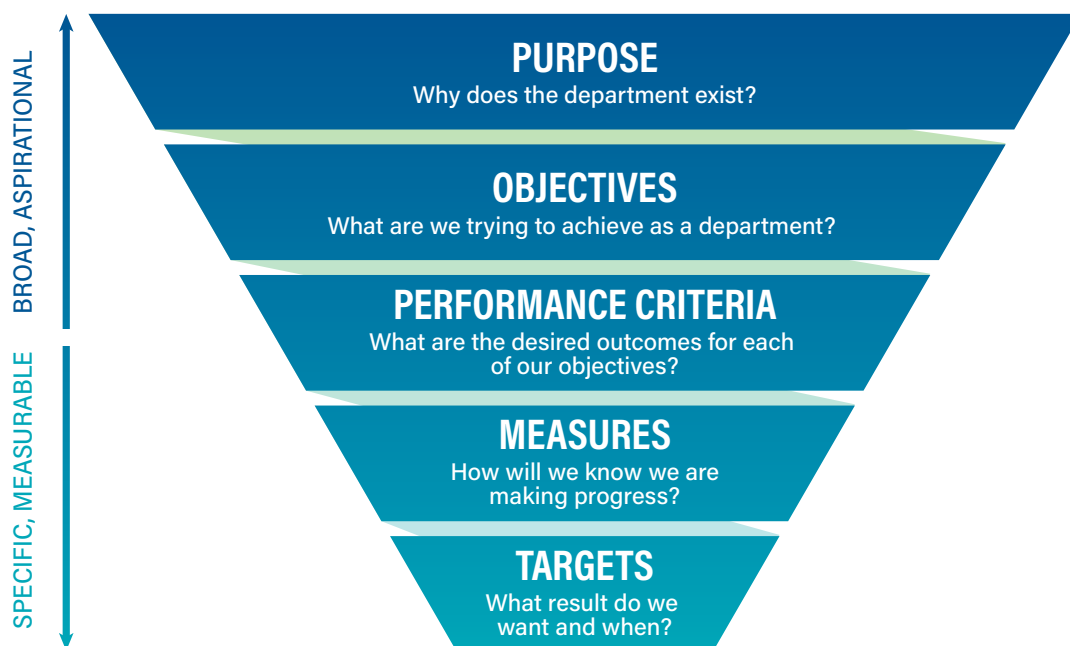 BROAD, ASPIRATIONAL
SPECIFIC, MEASURABLE
PURPOSE
Why does the department exist?
OBJECTIVES
What are we trying to achieve as a department?
PERFORMANCE CRITERIA
What are the desired outcomes for each
of our objectives?
MEASURES
How will we know we are
making progress?
TARGETS
What result do we
want and when?